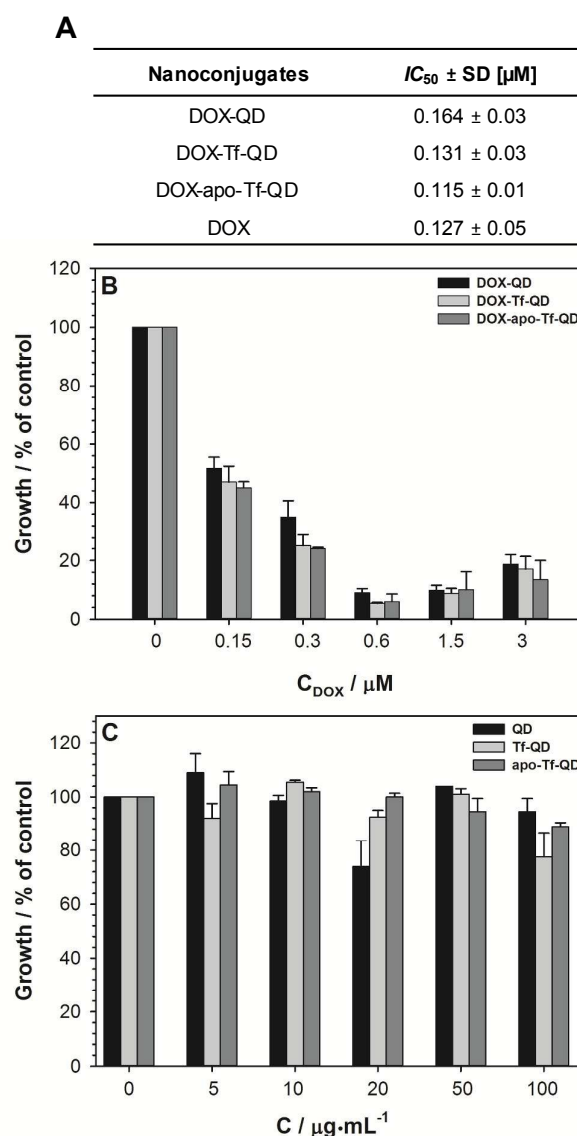 A
Nanoconjugates IC50 ± SD [µM]
DOX-QD 0.164 ± 0.03
DOX-Tf-QD 0.131 ± 0.03
DOX-apo-Tf-QD 0.115 ± 0.01
DOX 0.127 ± 0.05
B
DOX-QD
DOX-Tf-QD
DOX-apo-Tf-QD
Growth / % of control
120
100
80
60
40
20
0
0 0.15 0.3 0.6 1.5 3
CDOX / µM
C
QD
Tf-QD
apo-Tf-QD
Growth / % of control
120
100
80
60
40
20
0
0 5 10 20 50 100
C / µg·mL-1